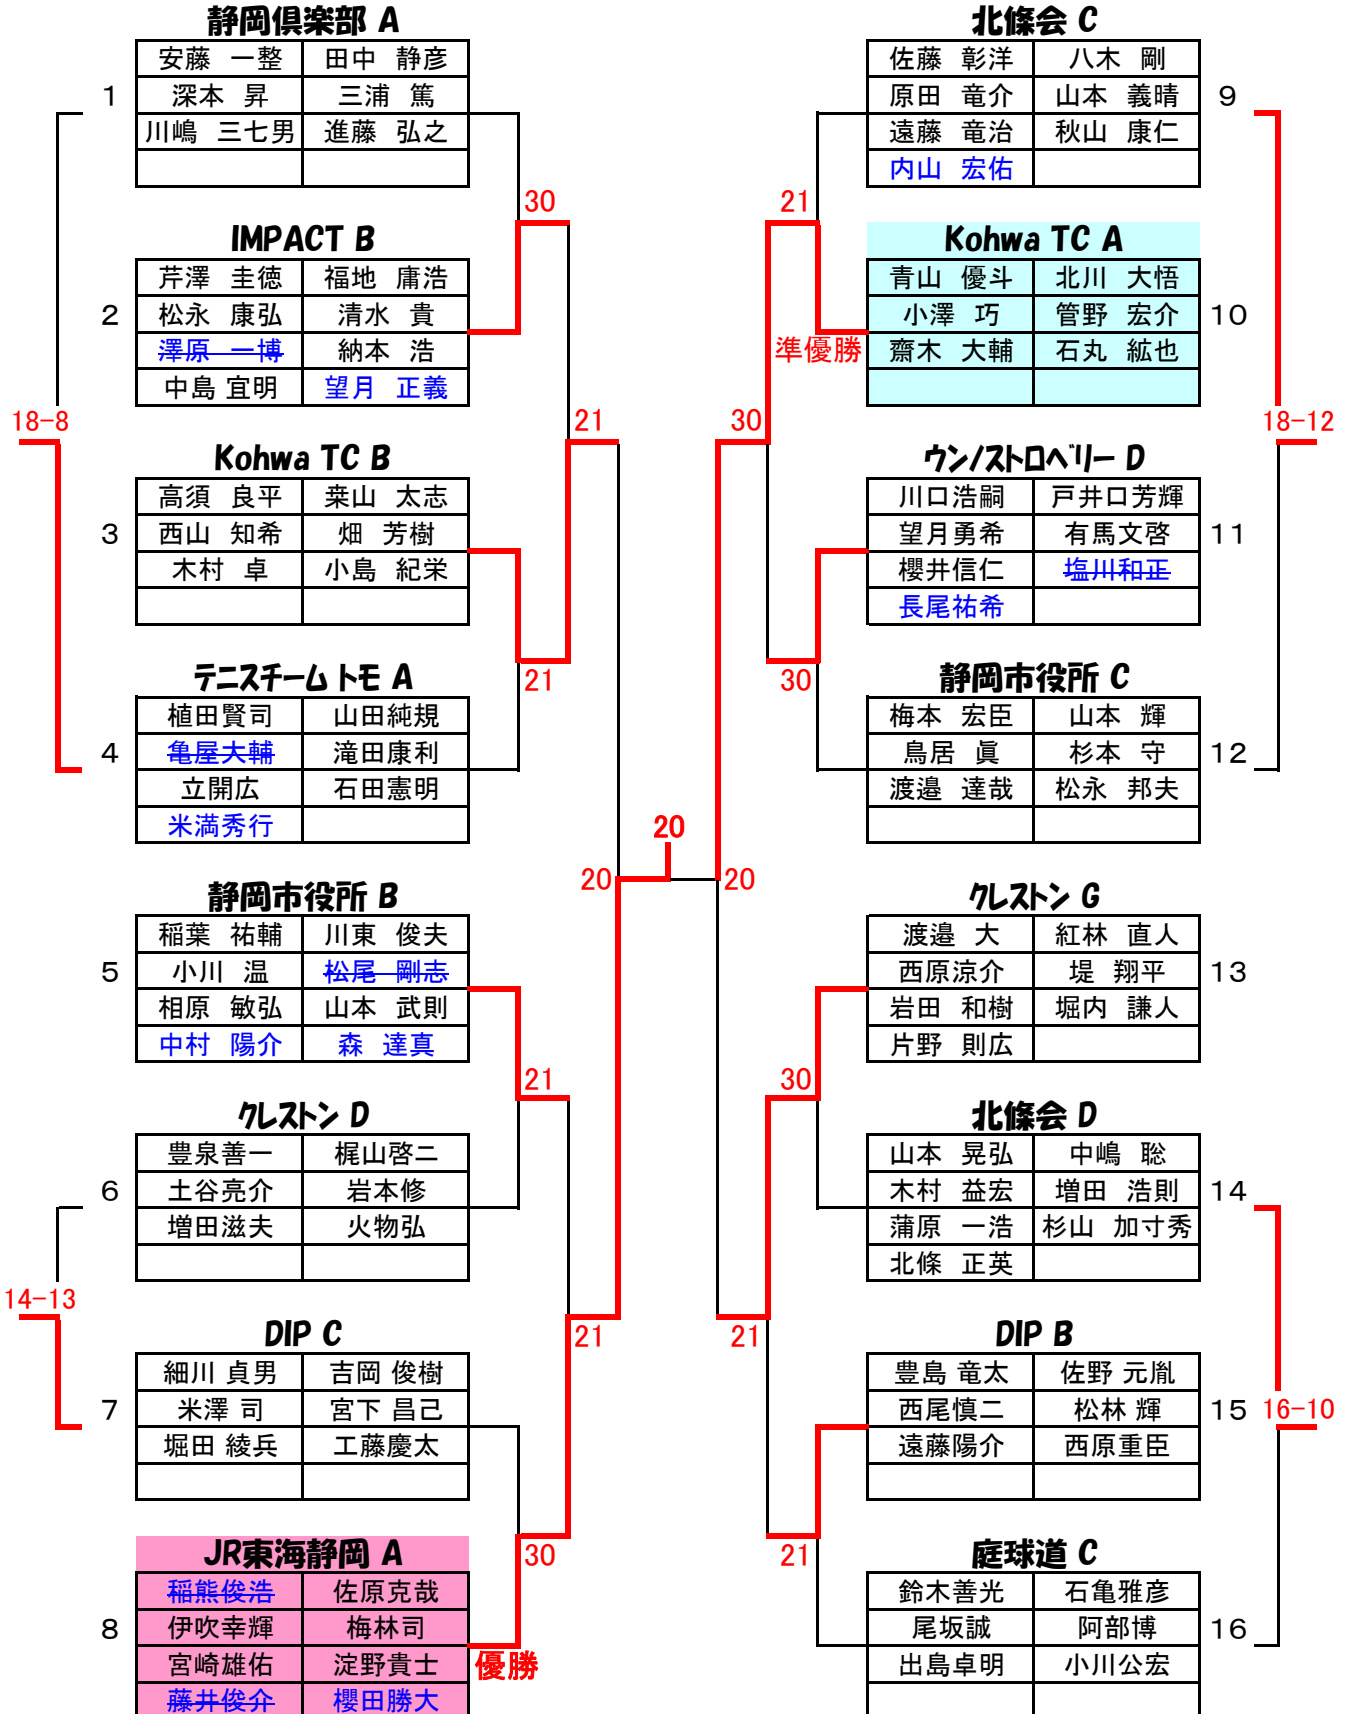 静岡倶楽部 A
安藤 一整 田中 静彦
1 深本 昇 三浦 篤
川嶋 三七男 進藤 弘之
30
IMPACT B
芹澤 圭徳 福地 庸浩
2 松永 康弘 清水 貴
澤原 一博 納本 浩
中島 宜明 望月 正義
18-8
21
Kohwa TC B
高須 良平 桒山 太志
3 西山 知希 畑 芳樹
木村 卓 小島 紀栄
21
テニスチーム トモ A
植田賢司 山田純規
4 亀屋大輔 滝田康利
立開広 石田憲明
米満秀行
20
20
静岡市役所 B
稲葉 祐輔 川東 俊夫
5 小川 温 松尾 剛志
相原 敏弘 山本 武則
中村 陽介 森 達真
21
クレストン D
豊泉善一 梶山啓二
6 土谷亮介 岩本修
増田滋夫 火物弘
14-13
21
DIP C
細川 貞男 吉岡 俊樹
7 米澤 司 宮下 昌己
堀田 綾兵 工藤慶太
30
JR東海静岡 A
稲熊俊浩 佐原克哉
8 伊吹幸輝 梅林司
宮崎雄佑 淀野貴士
優勝
藤井俊介 櫻田勝大
北條会 C
佐藤 彰洋 八木 剛
原田 竜介 山本 義晴 9
遠藤 竜治 秋山 康仁
内山 宏佑
21
Kohwa TC A
青山 優斗 北川 大悟
小澤 巧 管野 宏介 10
準優勝
齋木 大輔 石丸 紘也
30
18-12
ウン/ストロベリー D
川口浩嗣 戸井口芳輝
望月勇希 有馬文啓 11
櫻井信仁 塩川和正
長尾祐希
30
静岡市役所 C
梅本 宏臣 山本 輝
鳥居 眞 杉本 守 12
渡邉 達哉 松永 邦夫
20
クレストン G
渡邉 大 紅林 直人
西原涼介 堤 翔平 13
岩田 和樹 堀内 謙人
片野 則広
30
北條会 D
山本 晃弘 中嶋 聡
木村 益宏 増田 浩則 14
蒲原 一浩 杉山 加寸秀
北條 正英
21
DIP B
豊島 竜太 佐野 元胤
西尾慎二 松林 輝 15
16-10
遠藤陽介 西原重臣
21
庭球道 C
鈴木善光 石亀雅彦
尾坂誠 阿部博 16
出島卓明 小川公宏